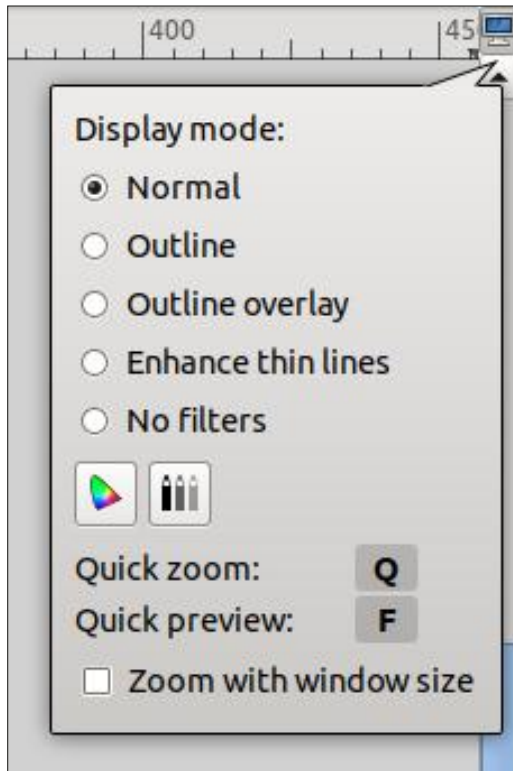 400 45
Display mode:
Normal
Outline
Outline overlay
Enhance thin lines
No filters
Quick zoom: Q
Quick preview: F
Zoom with window size